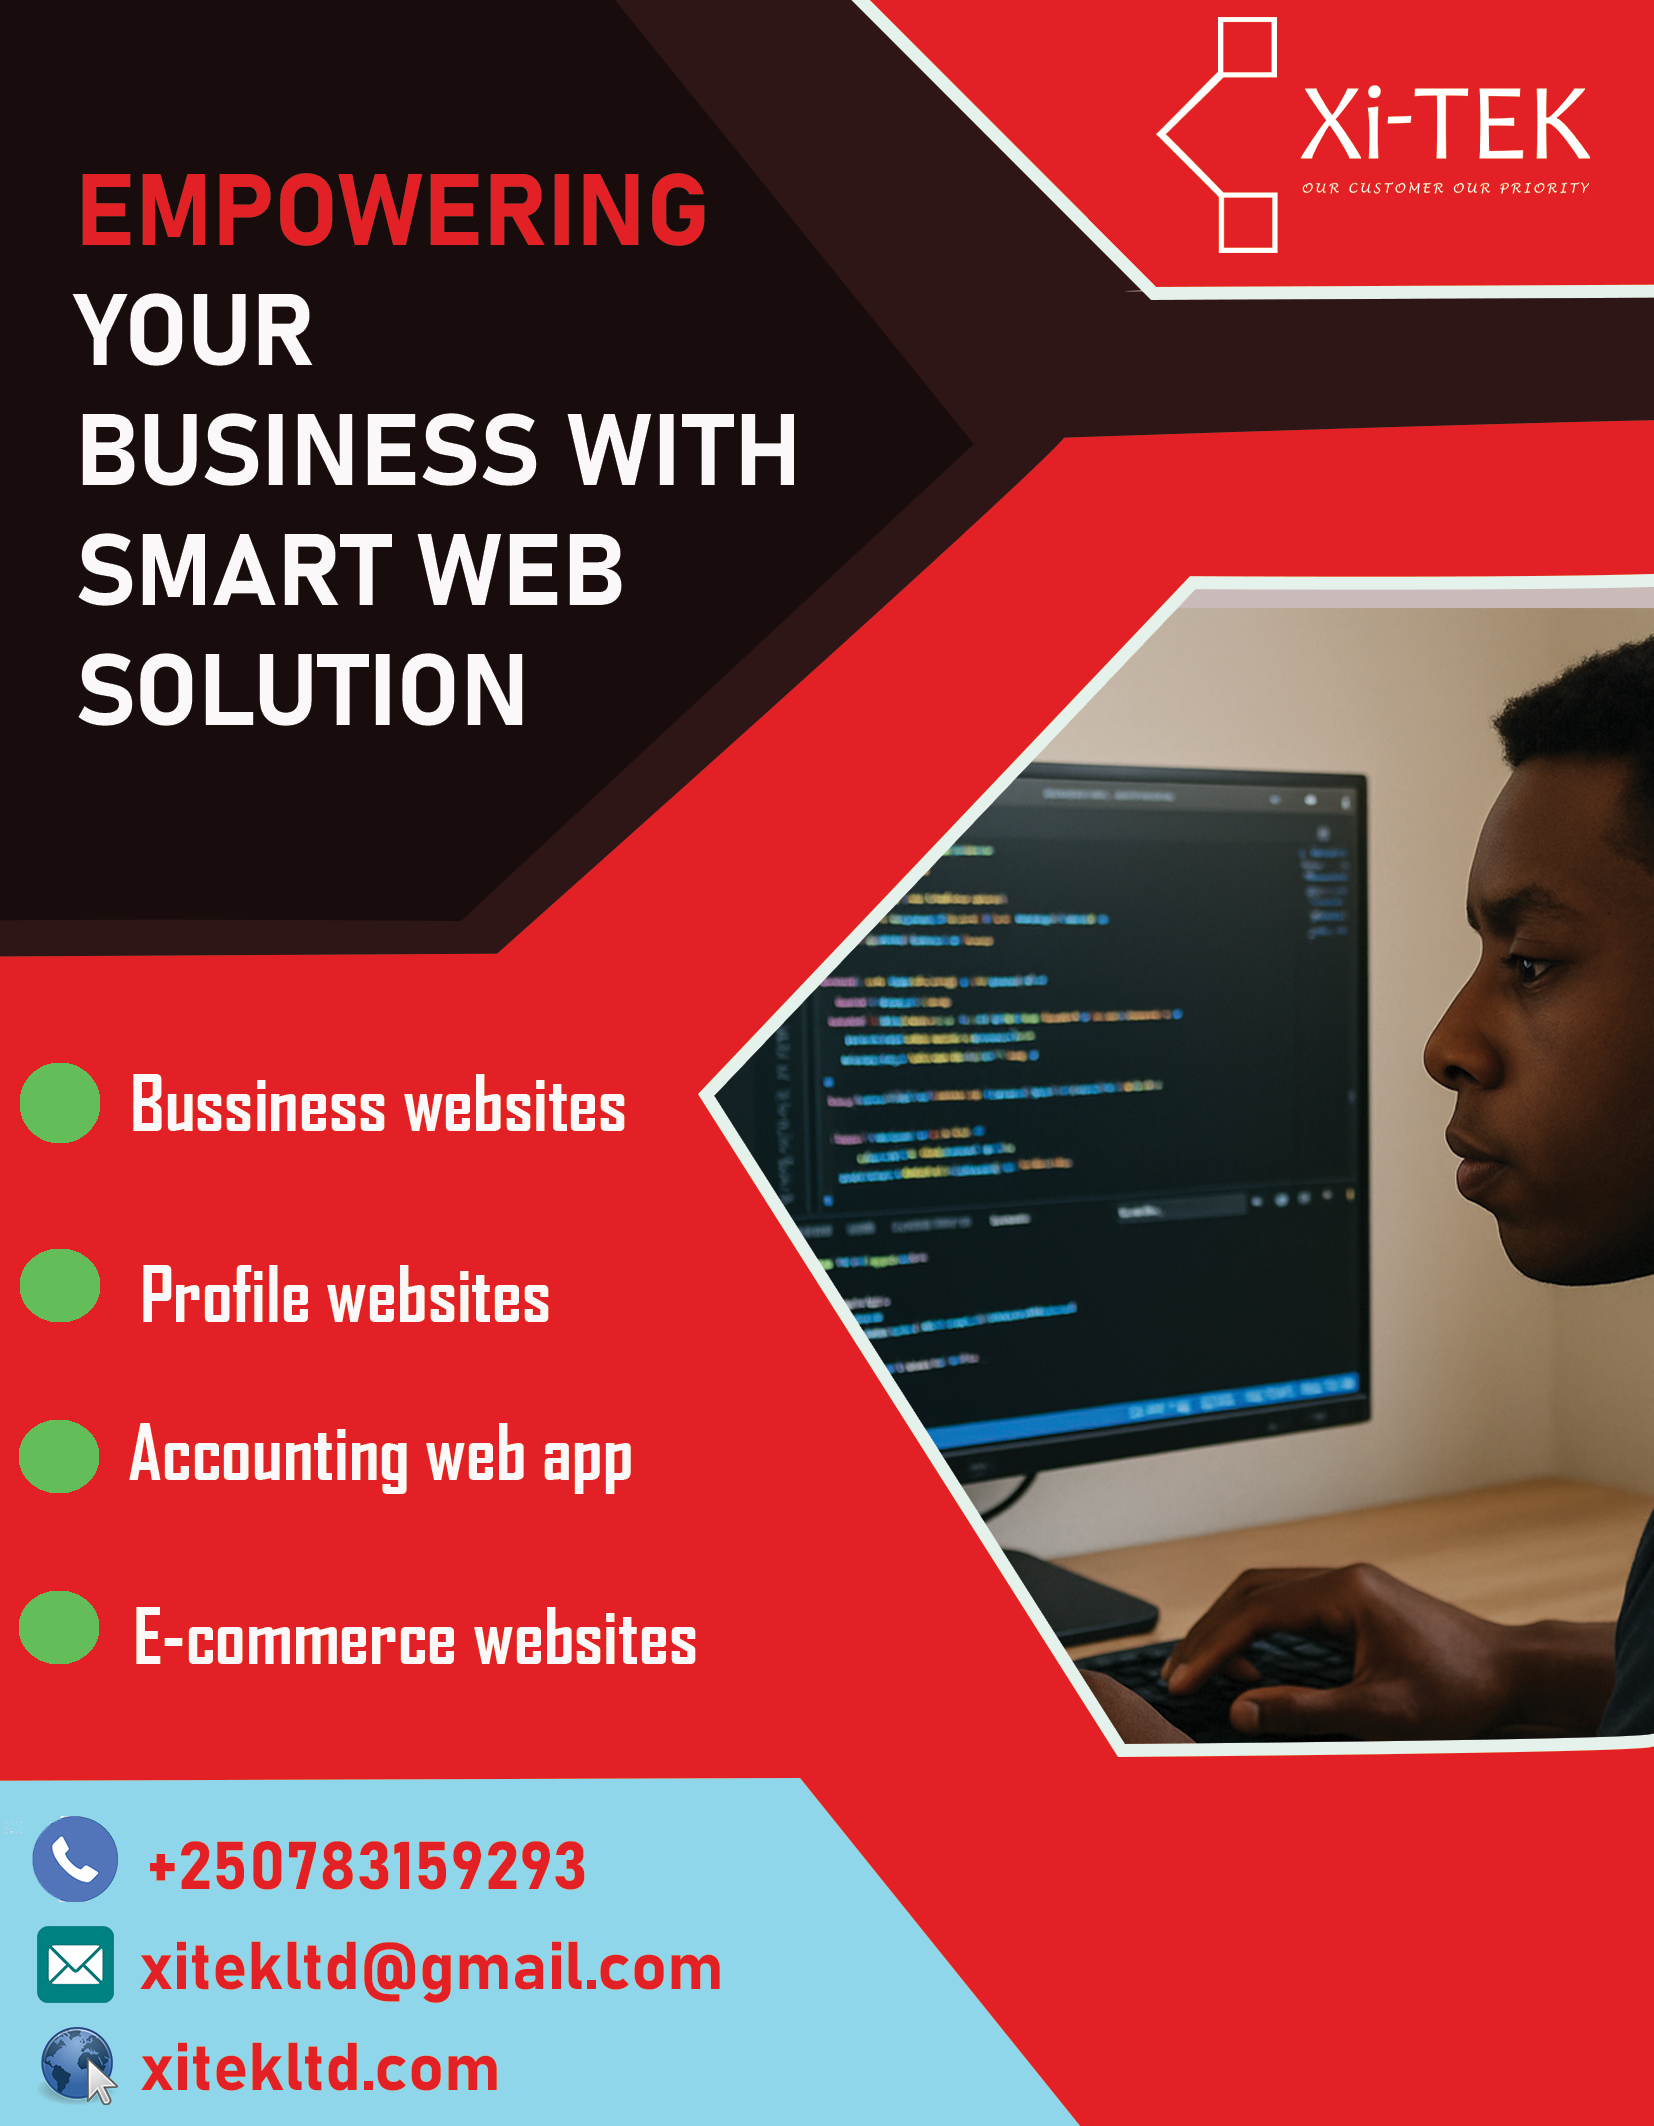 Xi-TEK
OUR CUSTOMER OUR PRIORITY
EMPOWERING
YOUR
BUSINESS WITH
SMART WEB
SOLUTION
Bussiness websites
Profile websites
Accounting web app
E-commerce websites
+250783159293
xitekltd@gmail.com
xitekltd.com